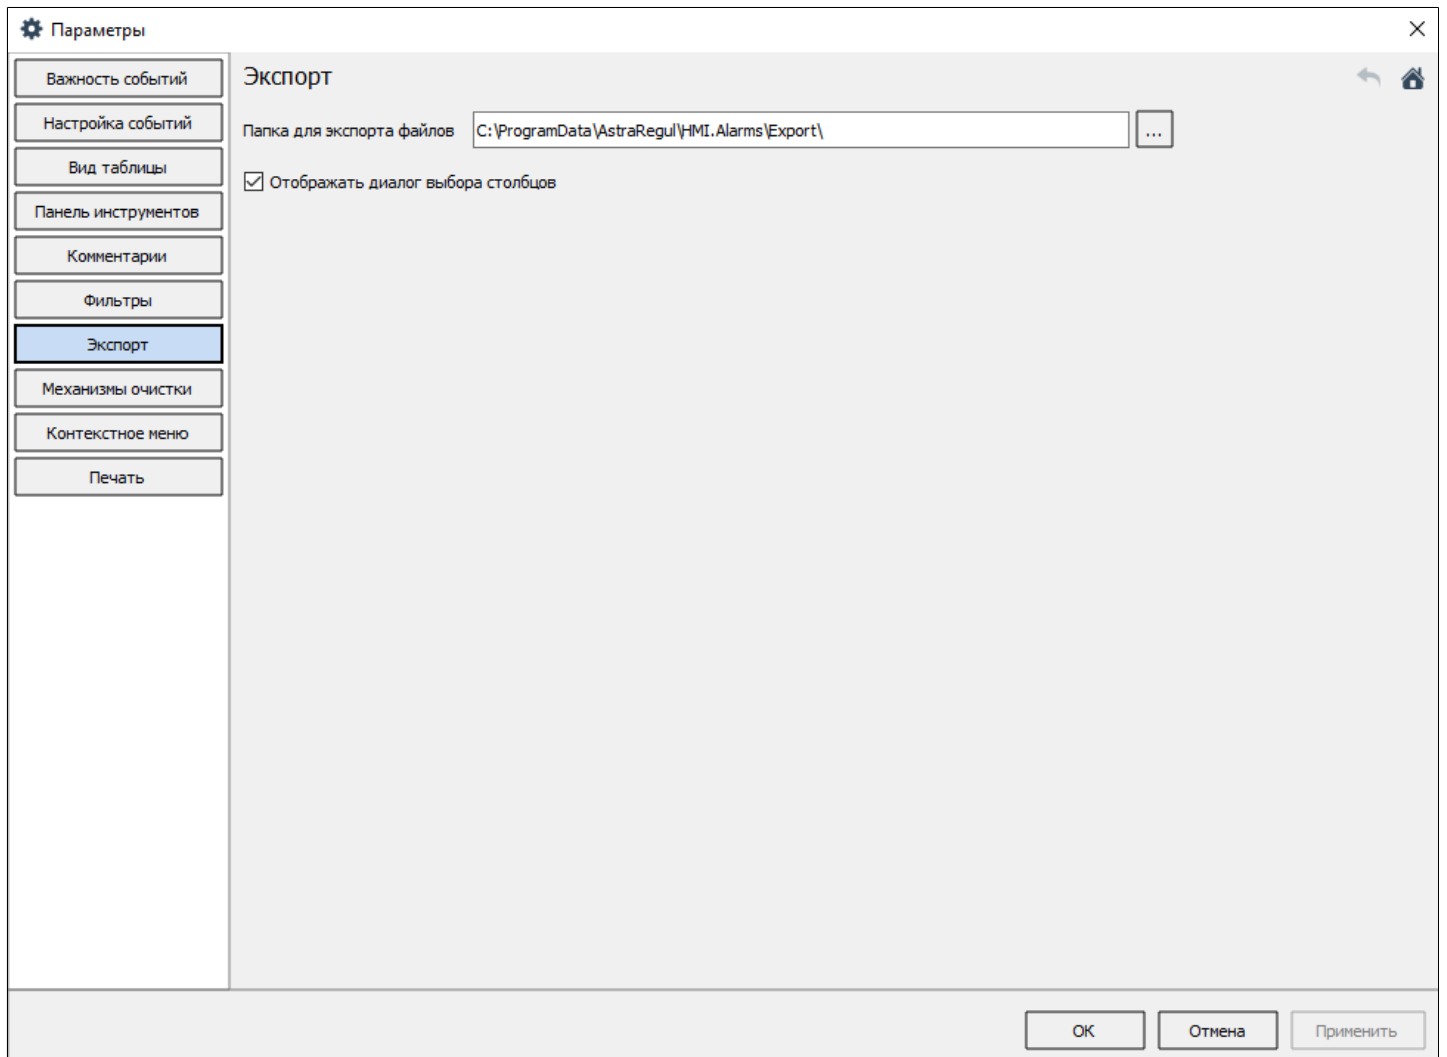 Параметры
Важность событий
Настройка событий
Вид таблицы
Панель инструментов
Комментарии
Фильтры
Экспорт
Механизмы очистки
Контекстное меню
Печать
Экспорт
Папка для экспорта файлов C:\ProgramData\AstraRegul\HMI.Alarms\Export\ ...
Отображать диалог выбора столбцов
ОК Отмена Применить